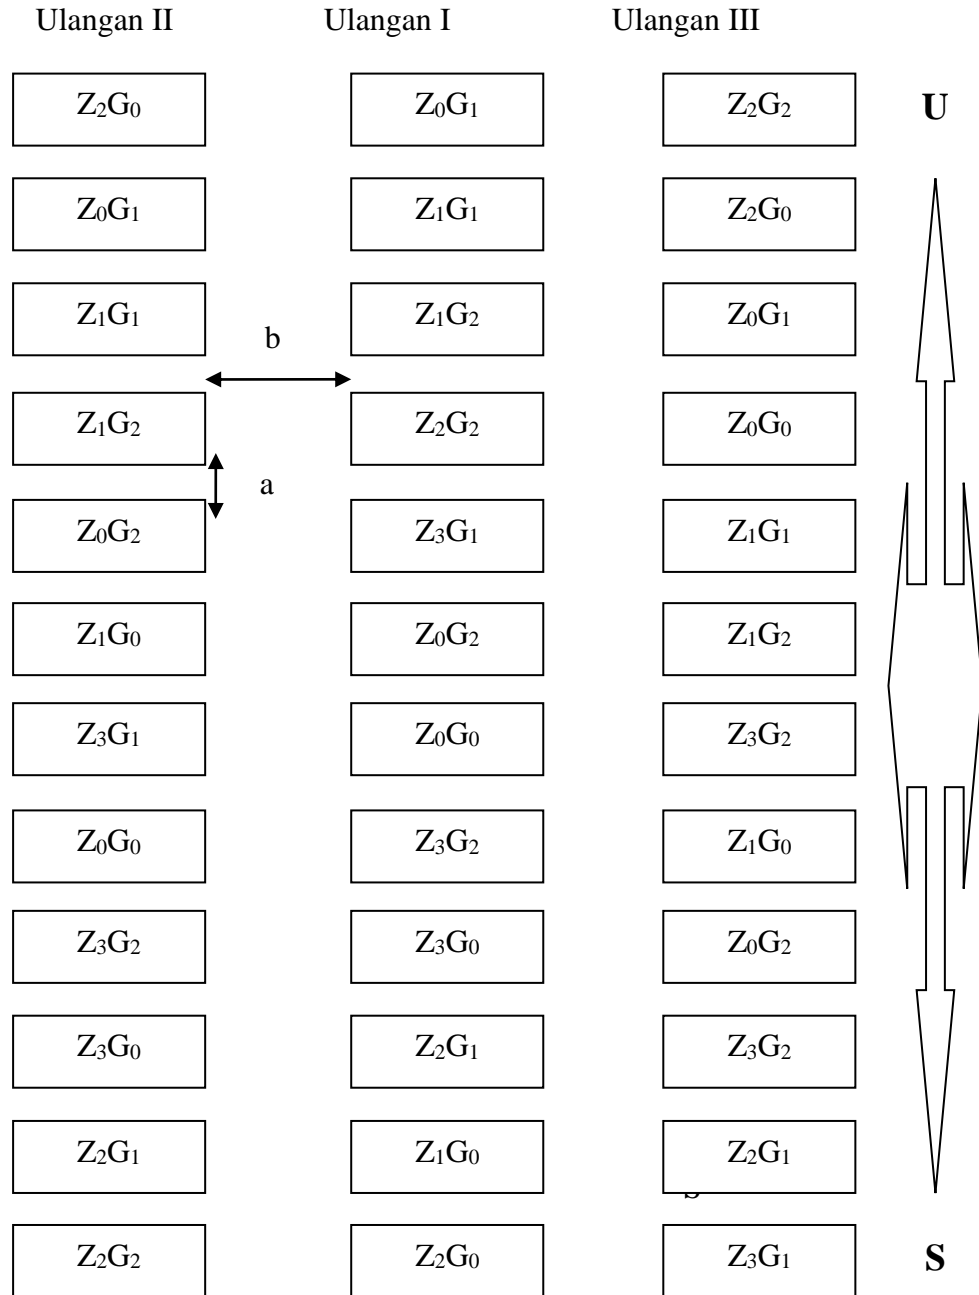 Ulangan II Ulangan I Ulangan III
Z₂G₀ Z₀G₁ Z₂G₂ U
Z₀G₁ Z₁G₁ Z₂G₀
Z₁G₁ Z₁G₂ Z₀G₁
b
Z₁G₂ Z₂G₂ Z₀G₀
a
Z₀G₂ Z₃G₁ Z₁G₁
Z₁G₀ Z₀G₂ Z₁G₂
Z₃G₁ Z₀G₀ Z₃G₂
Z₀G₀ Z₃G₂ Z₁G₀
Z₃G₂ Z₃G₀ Z₀G₂
Z₃G₀ Z₂G₁ Z₃G₂
Z₂G₁ Z₁G₀ Z₂G₁
Z₂G₂ Z₂G₀ Z₃G₁ S